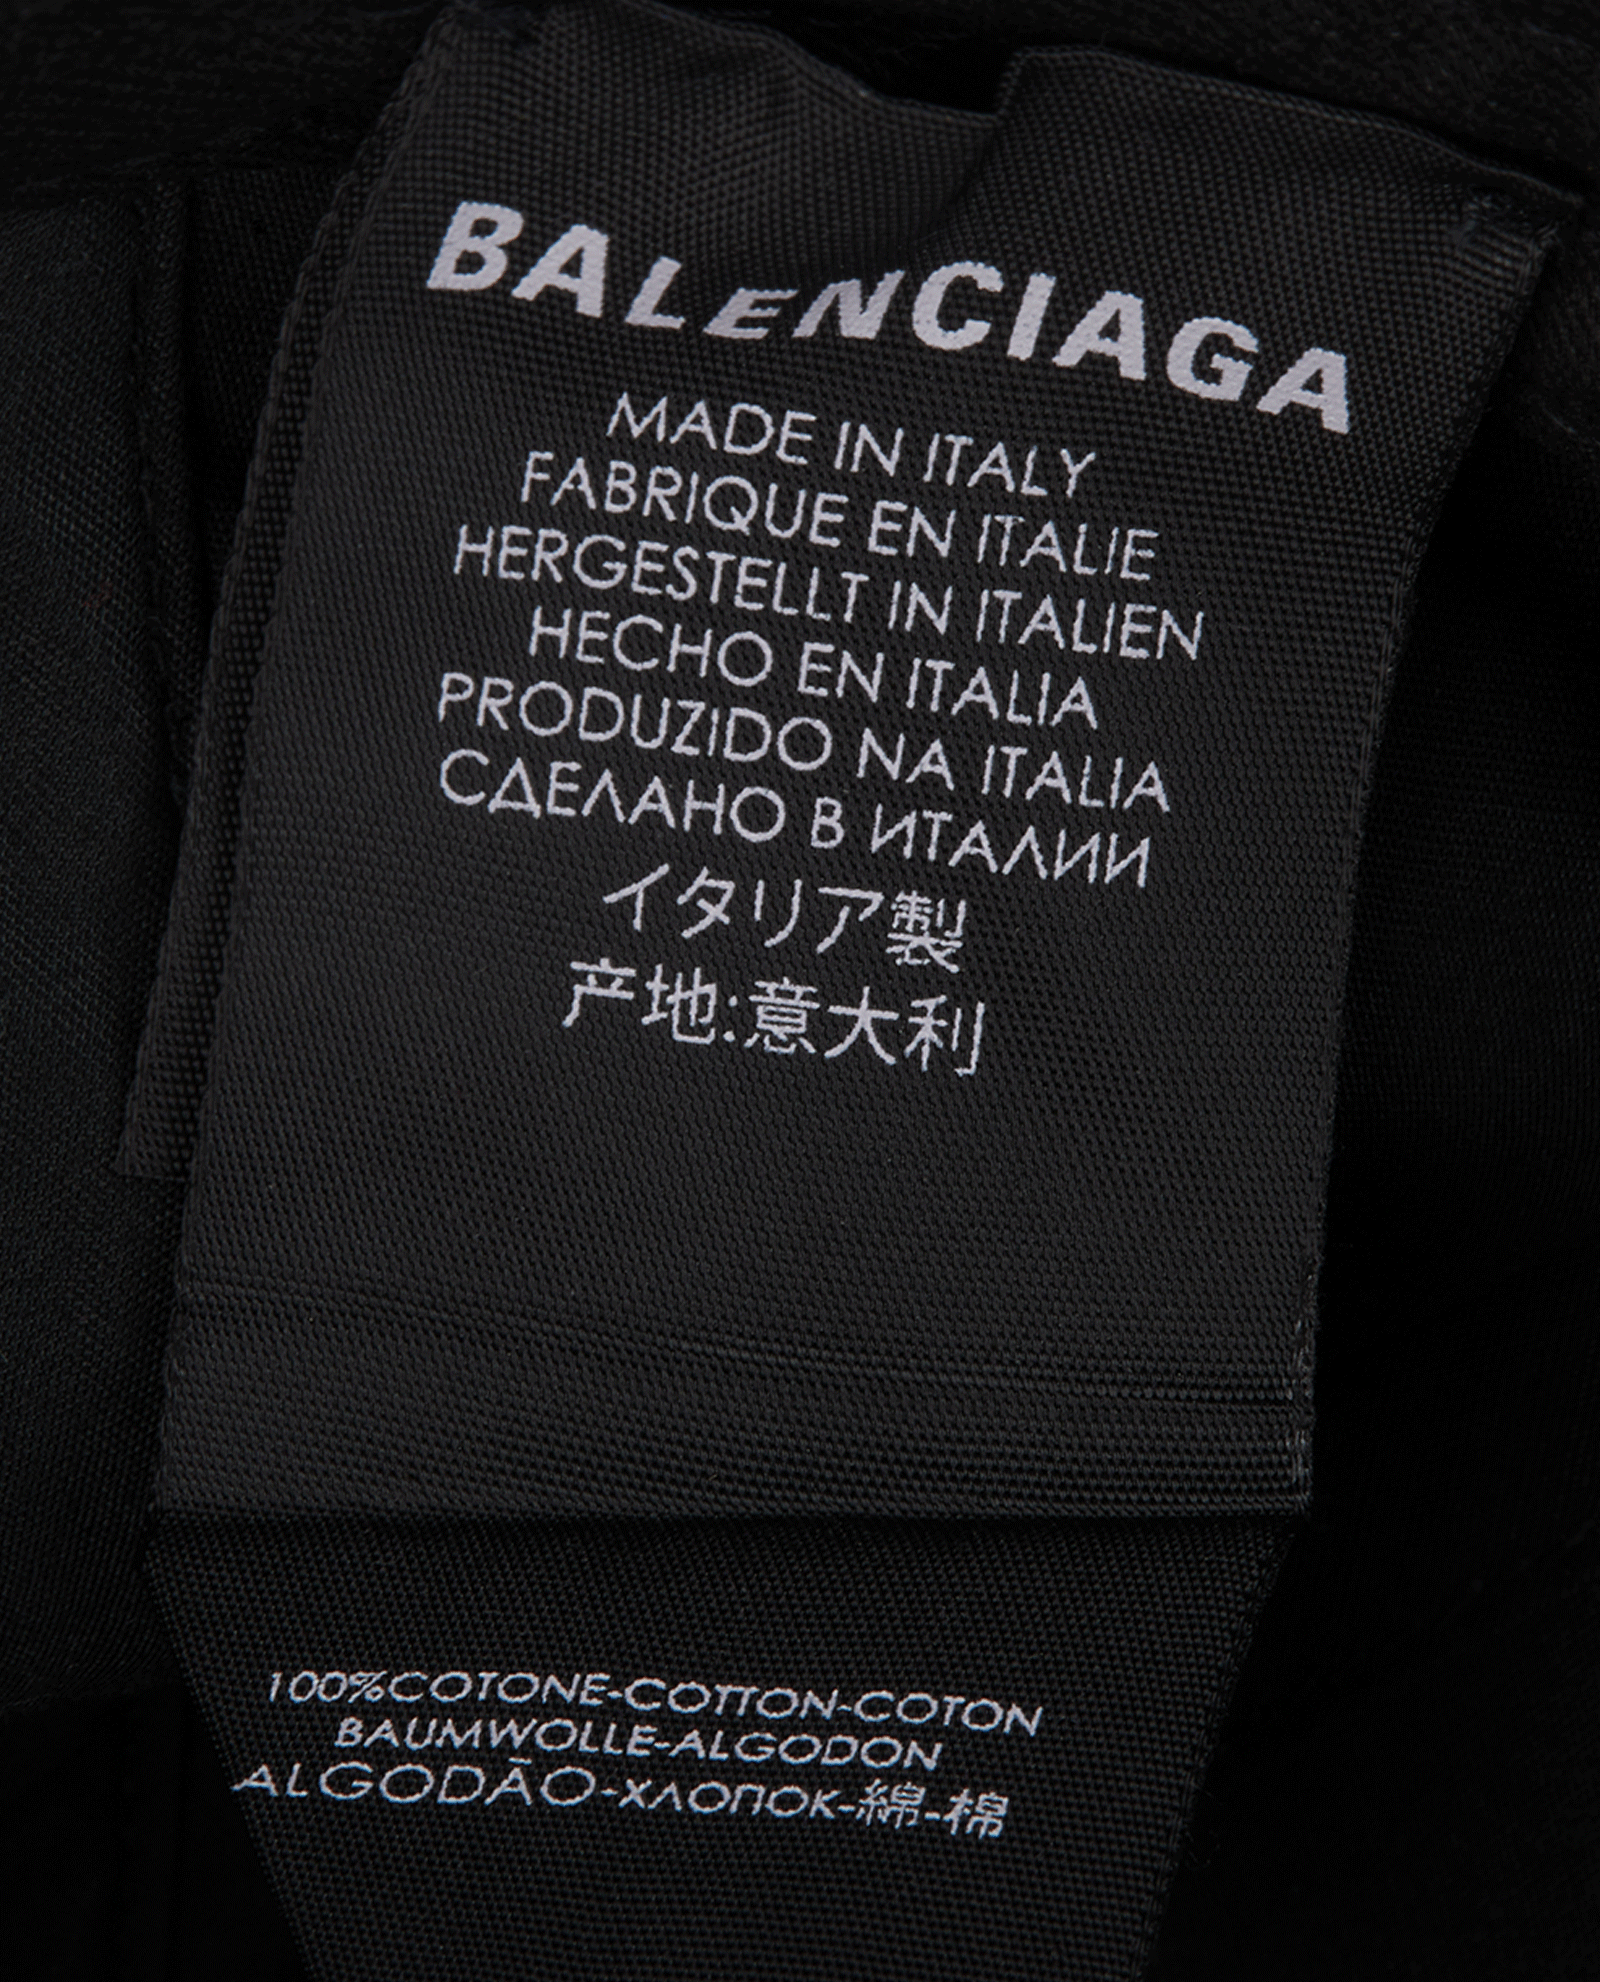 BALENCIAGA
MADE IN ITALY
FABRIQUE EN ITALIE
HERGESTELLT IN ITALIEN
HECHO EN ITALIA
PRODUZIDO NA ITALIA
СДЕЛАНО В ИТАЛИИ
イタリア製
产地:意大利
100%COTONE-COTTON-COTON
BAUMWOLLE-ALGODON
ALGODÃO-ХЛОПОК-綿-棉